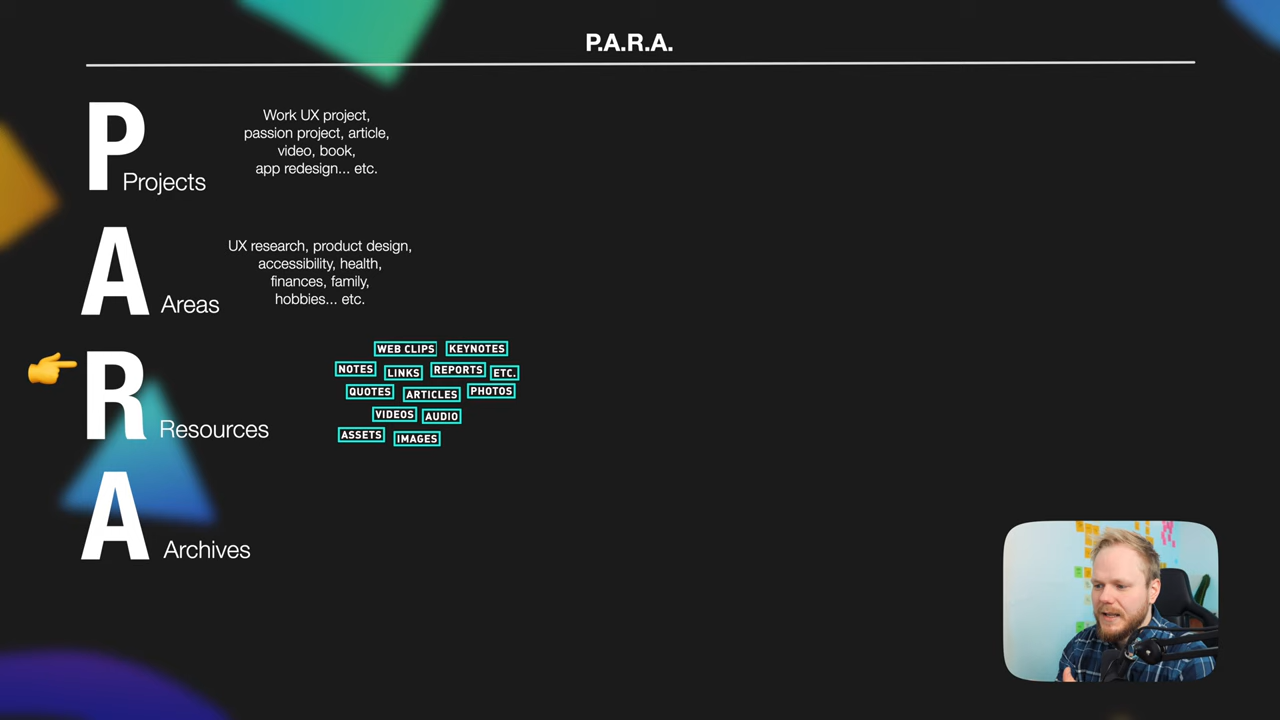 P.A.R.A.
P
Projects
Work UX project,
passion project, article,
video, book,
app redesign... etc.
A
Areas
UX research, product design,
accessibility, health,
finances, family,
hobbies... etc.
R
Resources
WEB CLIPS KEYNOTES
NOTES LINKS REPORTS ETC.
QUOTES ARTICLES PHOTOS
VIDEOS AUDIO
ASSETS IMAGES
A
Archives